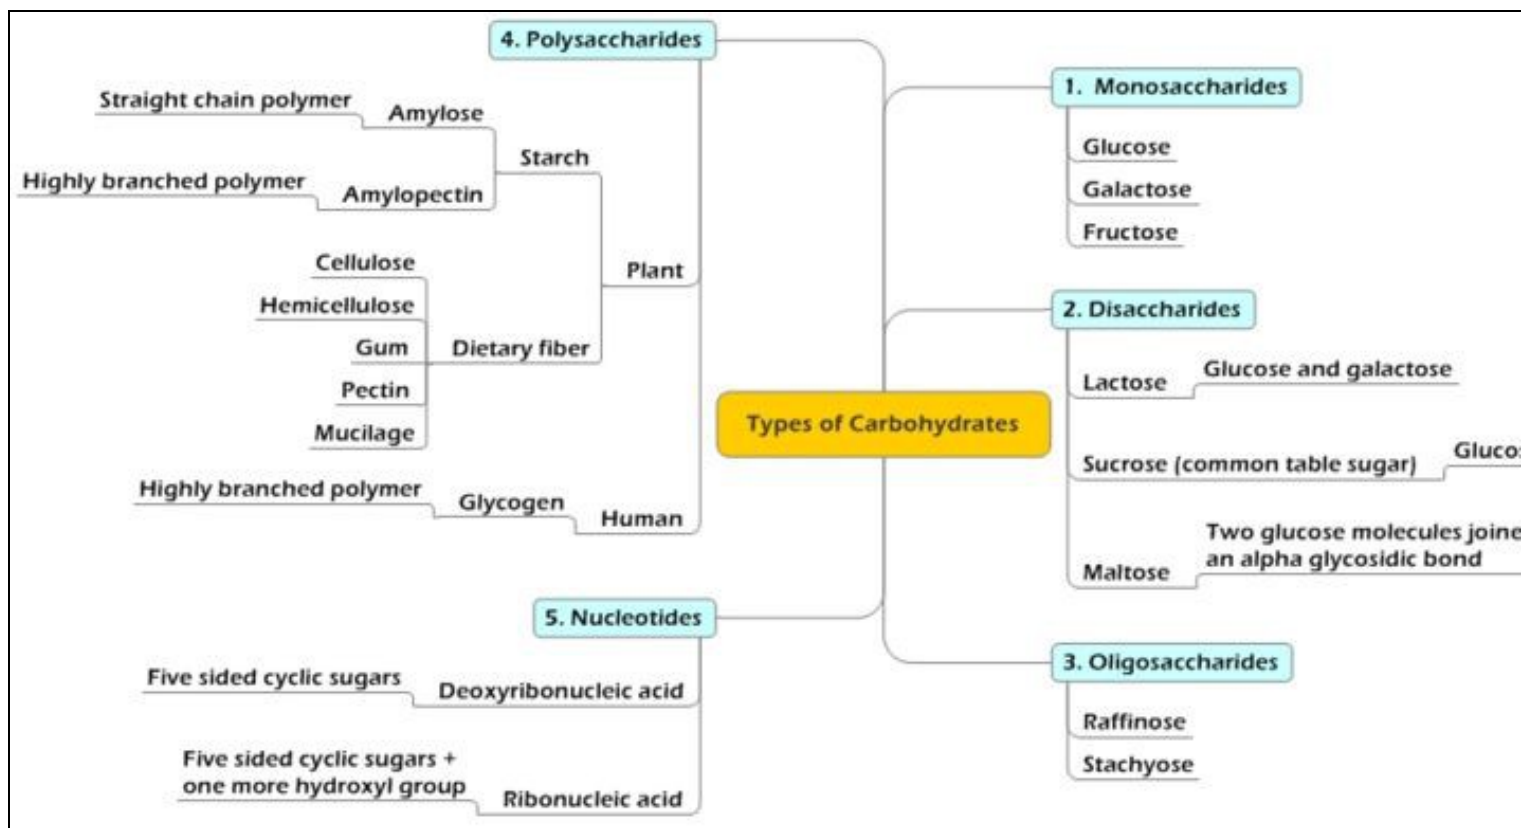 4. Polysaccharides
Straight chain polymer
Amylose
Starch
Highly branched polymer
Amylopectin
Plant
Cellulose
Hemicellulose
Gum
Dietary fiber
Pectin
Mucilage
Highly branched polymer
Glycogen
Human
5. Nucleotides
Five sided cyclic sugars
Deoxyribonucleic acid
Five sided cyclic sugars +
one more hydroxyl group
Ribonucleic acid
Types of Carbohydrates
1. Monosaccharides
Glucose
Galactose
Fructose
2. Disaccharides
Lactose
Glucose and galactose
Sucrose (common table sugar)
Maltose
Two glucose molecules joine
an alpha glycosidic bond
3. Oligosaccharides
Raffinose
Stachyose